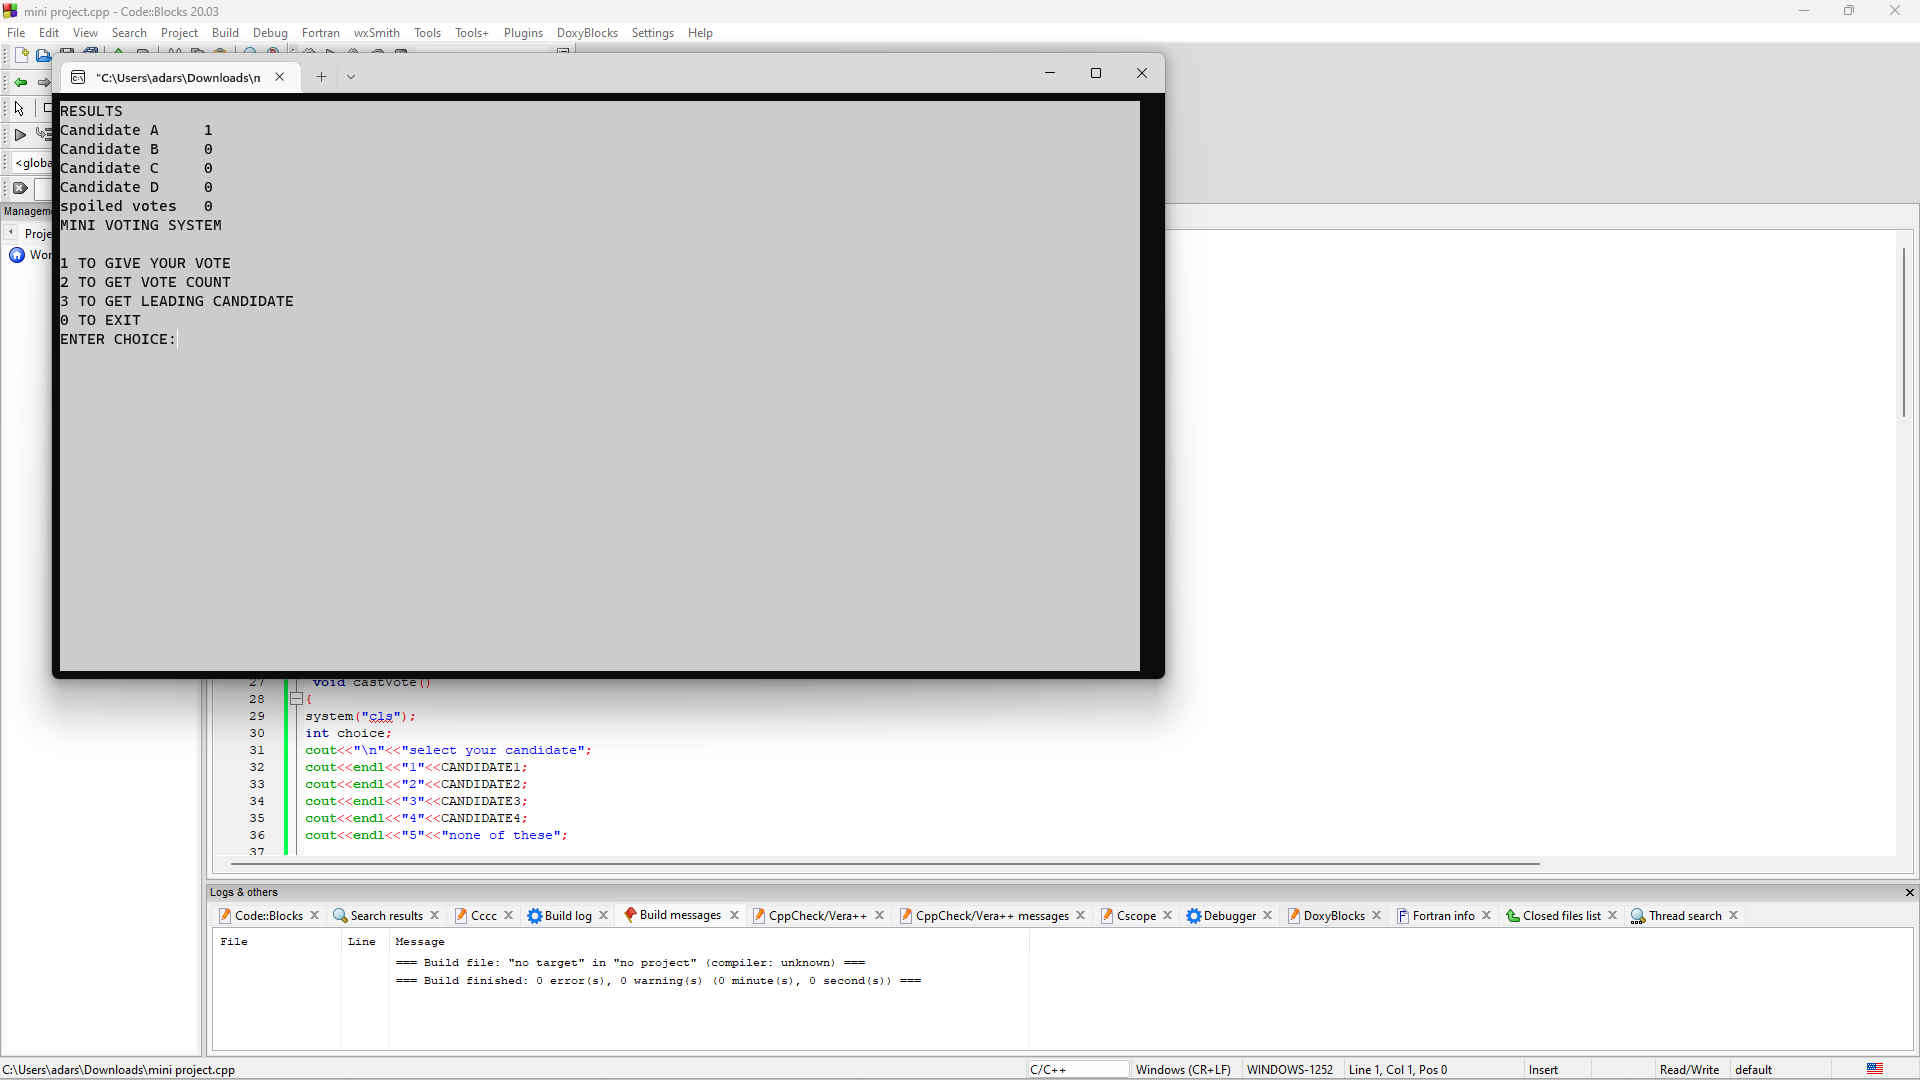 mini project.cpp - Code::Blocks 20.03
File Edit View Search Project Build Debug Fortran wxSmith Tools Tools+ Plugins DoxyBlocks Settings Help
"C:\Users\adars\Downloads\n
RESULTS
Candidate A 1
Candidate B 0
Candidate C 0
Candidate D 0
spoiled votes 0
MINI VOTING SYSTEM
1 TO GIVE YOUR VOTE
2 TO GET VOTE COUNT
3 TO GET LEADING CANDIDATE
0 TO EXIT
ENTER CHOICE:
<globa
Managem
Proje
Wor
27 void castVote()
28 {
29 system("cls");
30 int choice;
31 cout<<"\n"<<"select your candidate";
32 cout<<endl<<"1"<<CANDIDATE1;
33 cout<<endl<<"2"<<CANDIDATE2;
34 cout<<endl<<"3"<<CANDIDATE3;
35 cout<<endl<<"4"<<CANDIDATE4;
36 cout<<endl<<"5"<<"none of these";
37
Logs & others
Code::Blocks Search results Cccc Build log Build messages CppCheck/Vera++ CppCheck/Vera++ messages Cscope Debugger DoxyBlocks Fortran info Closed files list Thread search
File Line Message
=== Build file: "no target" in "no project" (compiler: unknown) ===
=== Build finished: 0 error(s), 0 warning(s) (0 minute(s), 0 second(s)) ===
C:\Users\adars\Downloads\mini project.cpp C/C++ Windows (CR+LF) WINDOWS-1252 Line 1, Col 1, Pos 0 Insert Read/Write default